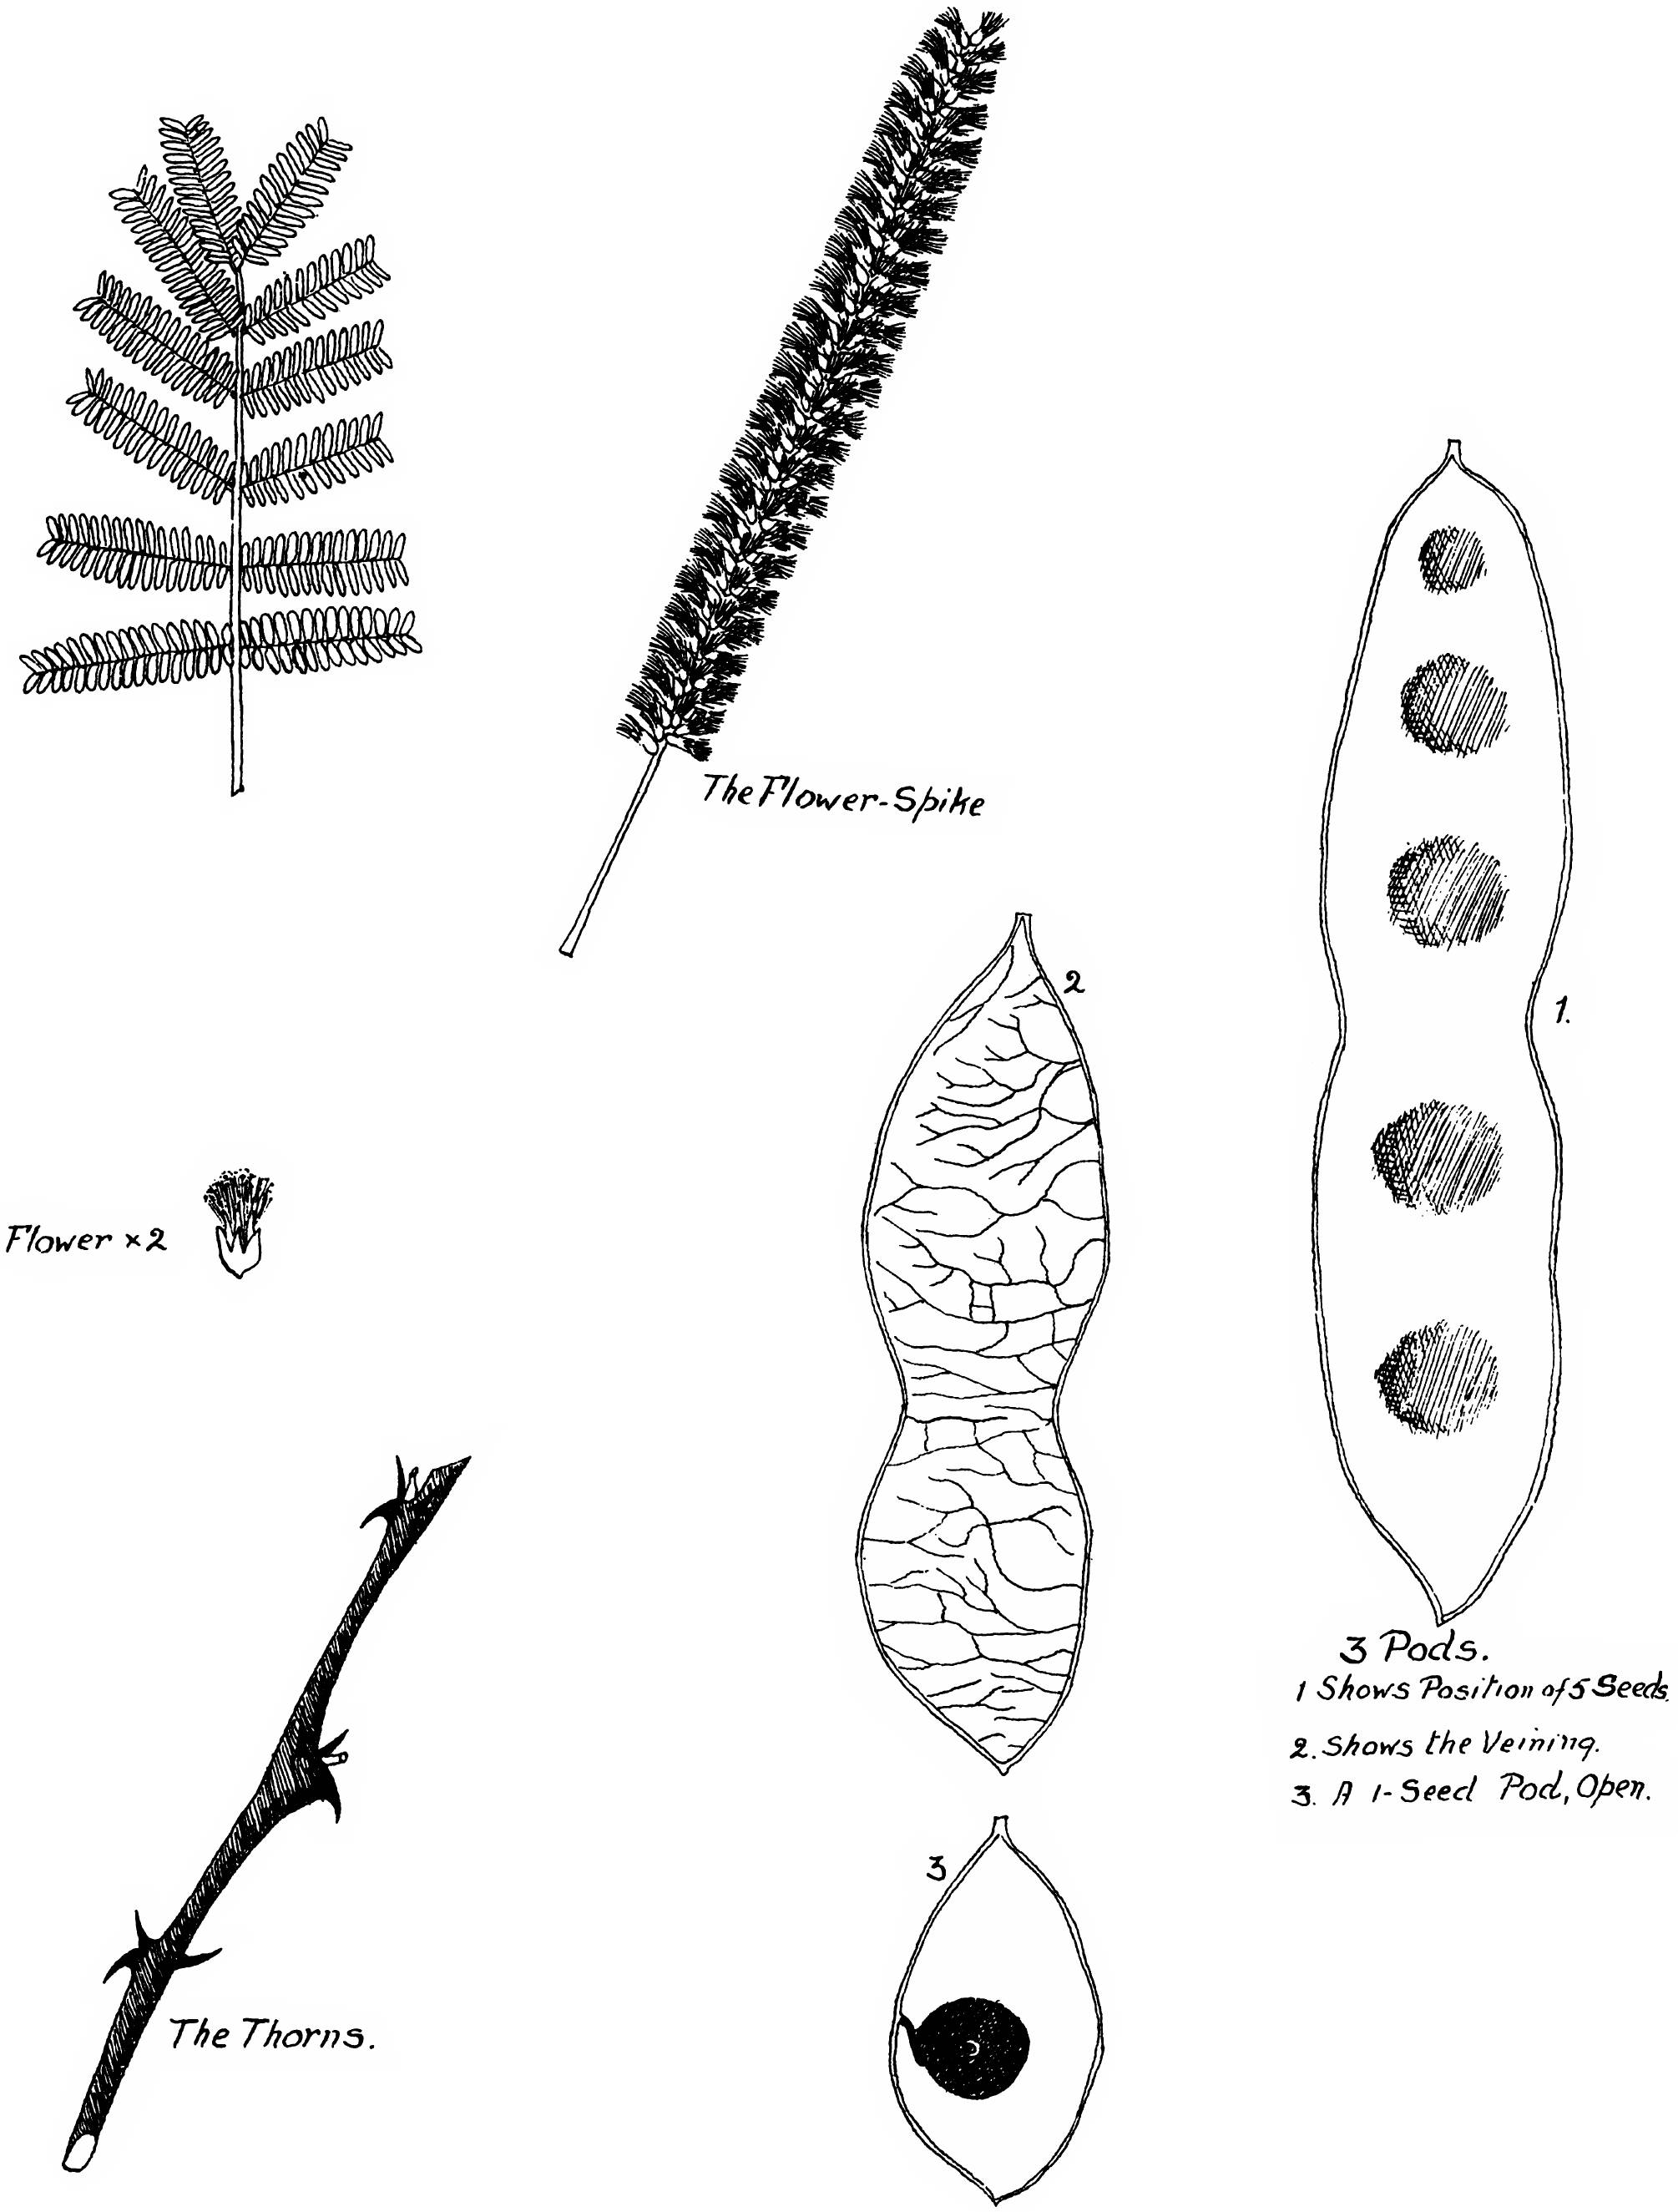 The Flower-Spike
2
1.
Flower × 2
3 Pods.
1 Shows Position of 5 Seeds.
2. Shows the Veining.
3. A 1-Seed Pod, Open.
3
The Thorns.